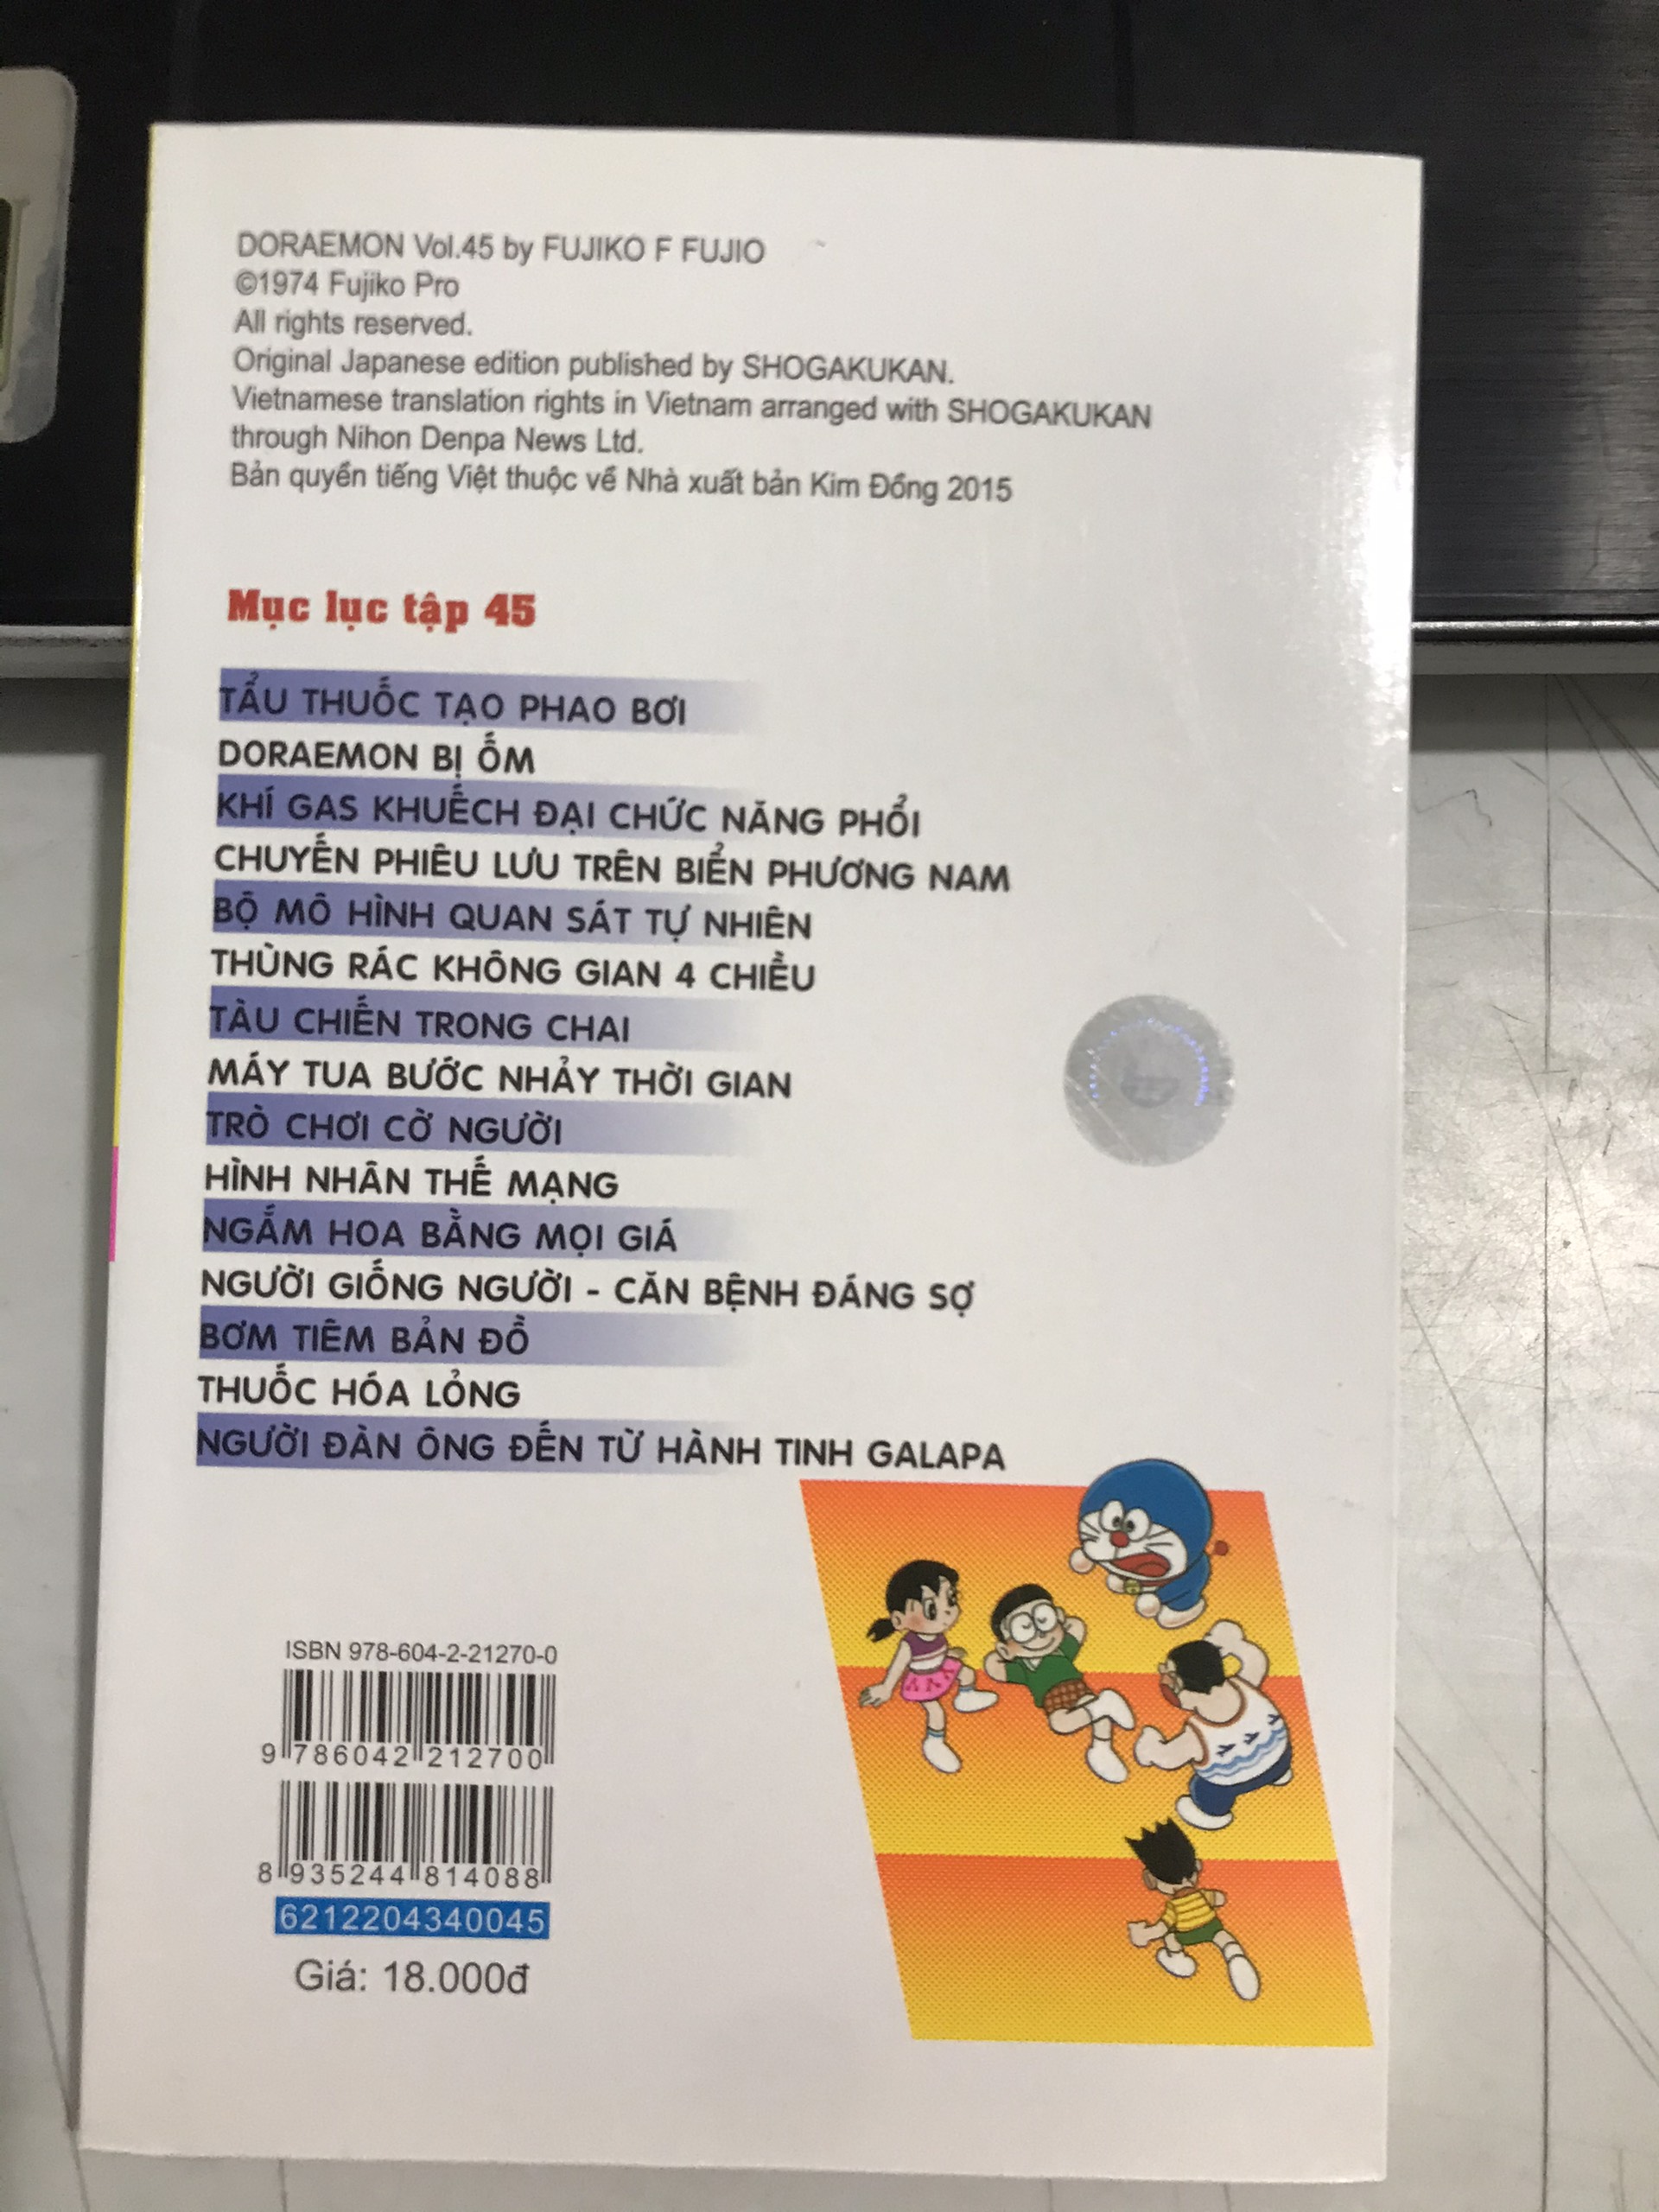 DORAEMON Vol.45 by FUJIKO F FUJIO
©1974 Fujiko Pro
All rights reserved.
Original Japanese edition published by SHOGAKUKAN.
Vietnamese translation rights in Vietnam arranged with SHOGAKUKAN
through Nihon Denpa News Ltd.
Bản quyền tiếng Việt thuộc về Nhà xuất bản Kim Đồng 2015
Mục lục tập 45
TẨU THUỐC TẠO PHAO BƠI
DORAEMON BỊ ỐM
KHÍ GAS KHUẾCH ĐẠI CHỨC NĂNG PHỔI
CHUYẾN PHIÊU LƯU TRÊN BIỂN PHƯƠNG NAM
BỘ MÔ HÌNH QUAN SÁT TỰ NHIÊN
THÙNG RÁC KHÔNG GIAN 4 CHIỀU
TÀU CHIẾN TRONG CHAI
MÁY TUA BƯỚC NHẢY THỜI GIAN
TRÒ CHƠI CỜ NGƯỜI
HÌNH NHÂN THẾ MẠNG
NGẮM HOA BẰNG MỌI GIÁ
NGƯỜI GIỐNG NGƯỜI - CĂN BỆNH ĐÁNG SỢ
BƠM TIÊM BẢN ĐỒ
THUỐC HÓA LỎNG
NGƯỜI ĐÀN ÔNG ĐẾN TỪ HÀNH TINH GALAPA
ISBN 978-604-2-21270-0
9 786042 212700
8 935244 814088
6212204340045
Giá: 18.000đ